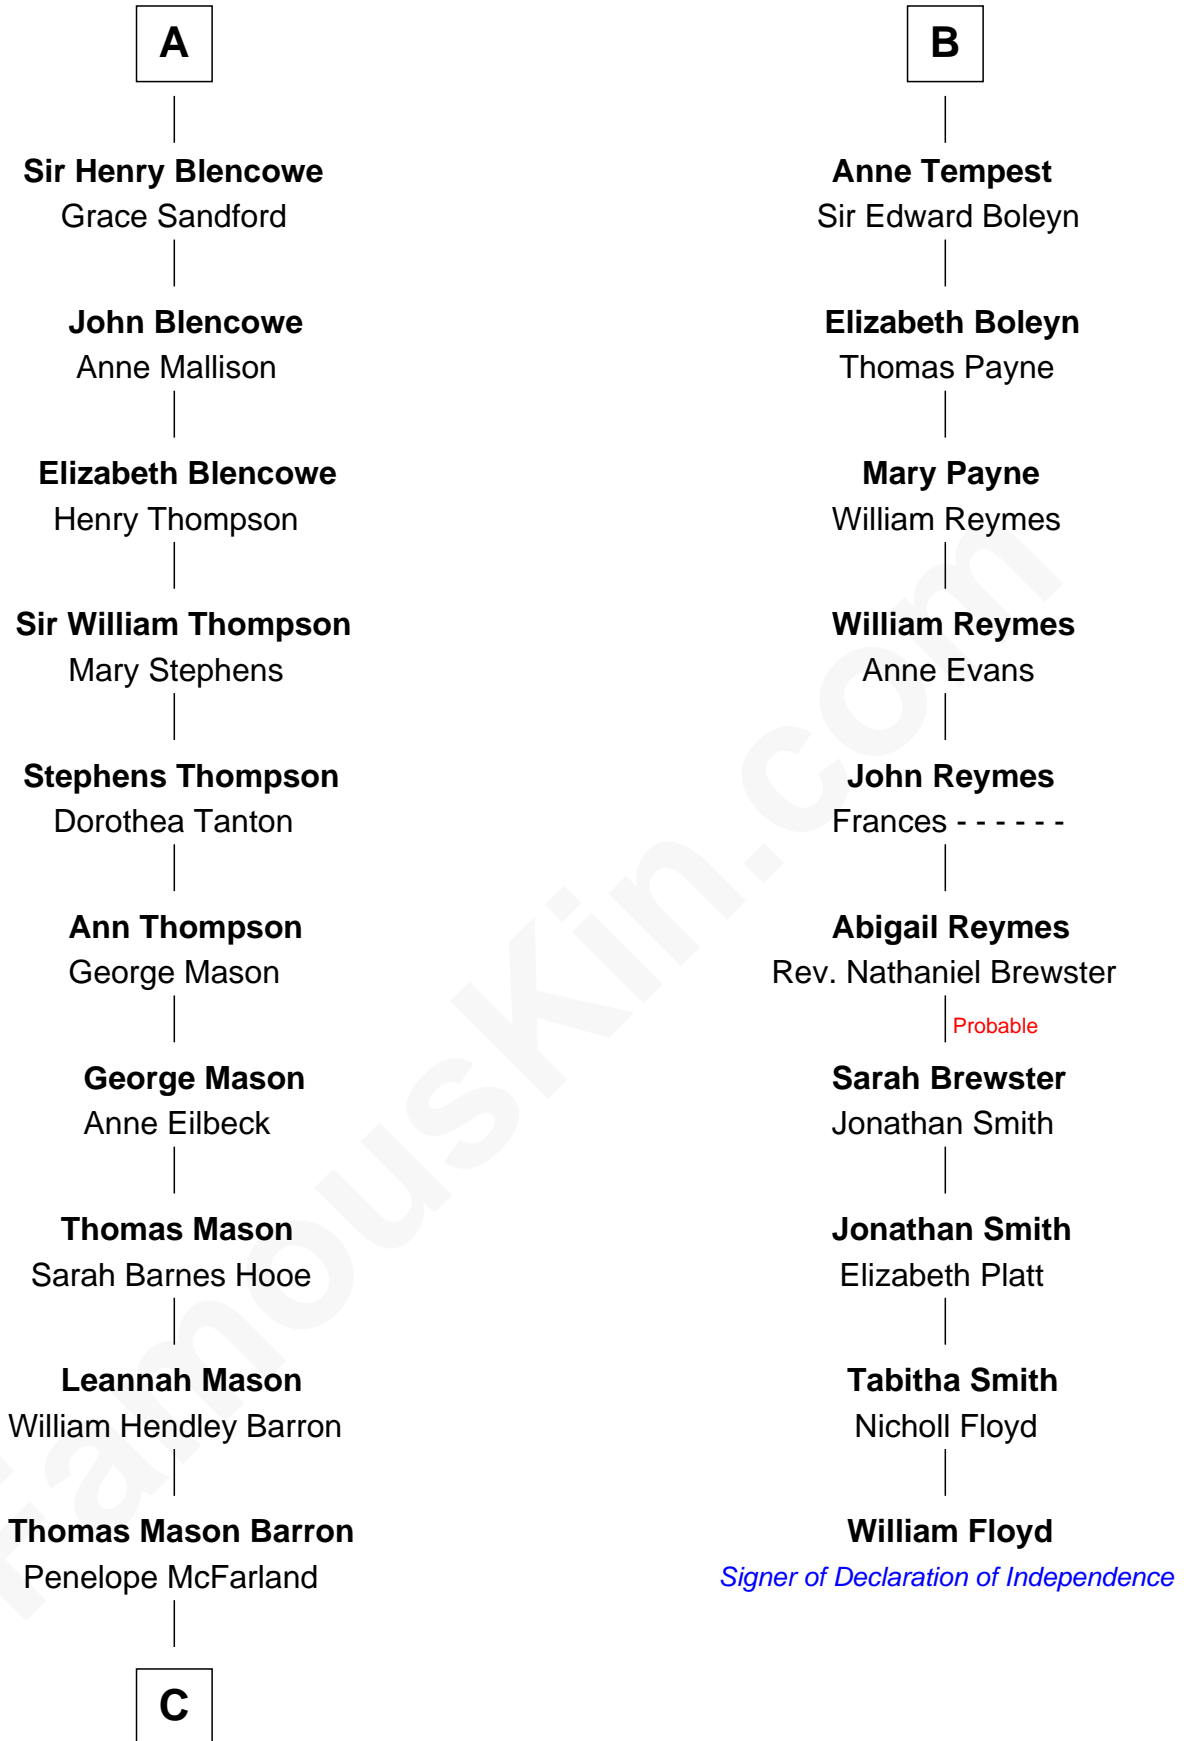 A
Sir Henry Blencowe
Grace Sandford
John Blencowe
Anne Mallison
Elizabeth Blencowe
Henry Thompson
Sir William Thompson
Mary Stephens
Stephens Thompson
Dorothea Tanton
Ann Thompson
George Mason
George Mason
Anne Eilbeck
Thomas Mason
Sarah Barnes Hooe
Leannah Mason
William Hendley Barron
Thomas Mason Barron
Penelope McFarland
C
B
Anne Tempest
Sir Edward Boleyn
Elizabeth Boleyn
Thomas Payne
Mary Payne
William Reymes
William Reymes
Anne Evans
John Reymes
Frances - - - - - -
Abigail Reymes
Rev. Nathaniel Brewster
Probable
Sarah Brewster
Jonathan Smith
Jonathan Smith
Elizabeth Platt
Tabitha Smith
Nicholl Floyd
William Floyd
Signer of Declaration of Independence
FamousKin.com